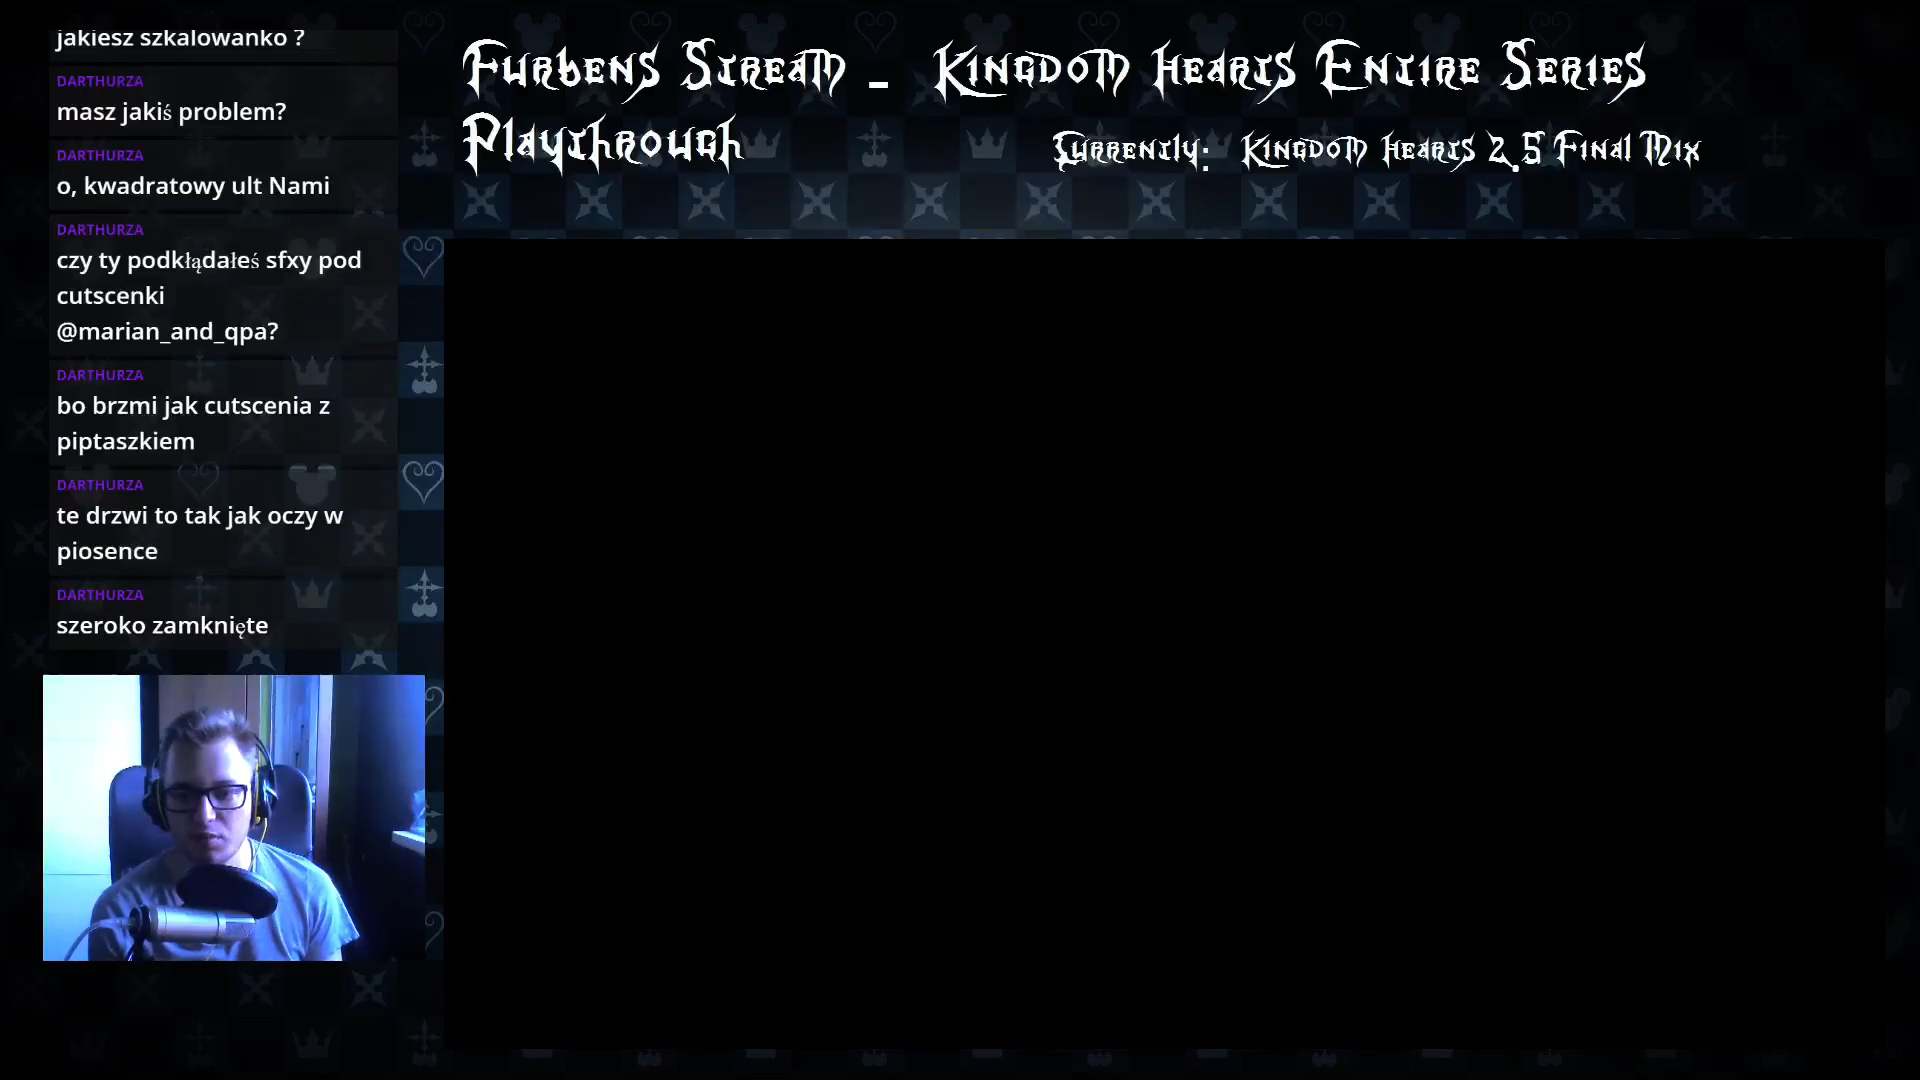 jakiesz szkalowanko ?
DARTHURZA
masz jakiś problem?
DARTHURZA
o, kwadratowy ult Nami
DARTHURZA
czy ty podkłądałeś sfxy pod
cutscenki
@marian_and_qpa?
DARTHURZA
bo brzmi jak cutscenia z
piptaszkiem
DARTHURZA
te drzwi to tak jak oczy w
piosence
DARTHURZA
szeroko zamknięte
Furbens Stream - Kingdom Hearts Entire Series
Playthrough
Currently: Kingdom Hearts 2.5 Final Mix